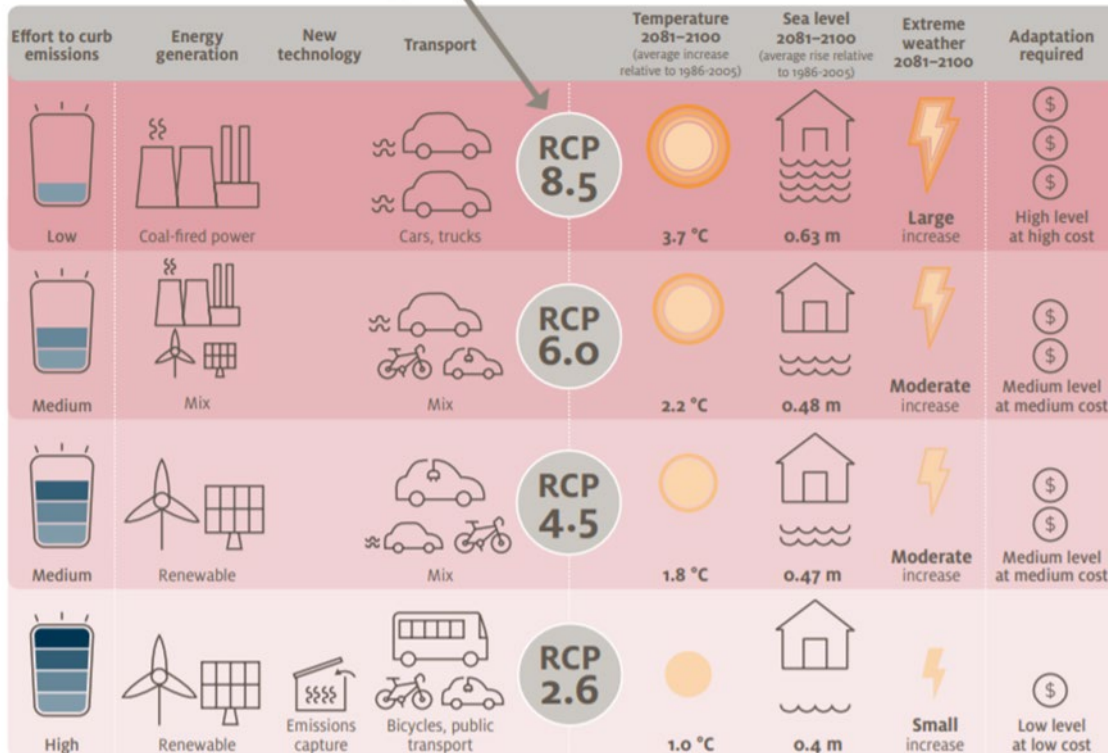 Effort to curb
emissions
Energy
generation
New
technology
Transport
Temperature
2081–2100
(average increase
relative to 1986-2005)
Sea level
2081–2100
(average rise relative
to 1986-2005)
Extreme
weather
2081–2100
Adaptation
required
Low
Coal-fired power
Cars, trucks
RCP
8.5
3.7 °C
0.63 m
Large
increase
$
$
$
High level
at high cost
Medium
Mix
Mix
RCP
6.0
2.2 °C
0.48 m
Moderate
increase
$
$
Medium level
at medium cost
Medium
Renewable
Mix
RCP
4.5
1.8 °C
0.47 m
Moderate
increase
$
$
Medium level
at medium cost
High
Renewable
Emissions
capture
Bicycles, public
transport
RCP
2.6
1.0 °C
0.4 m
Small
increase
$
Low level
at low cost